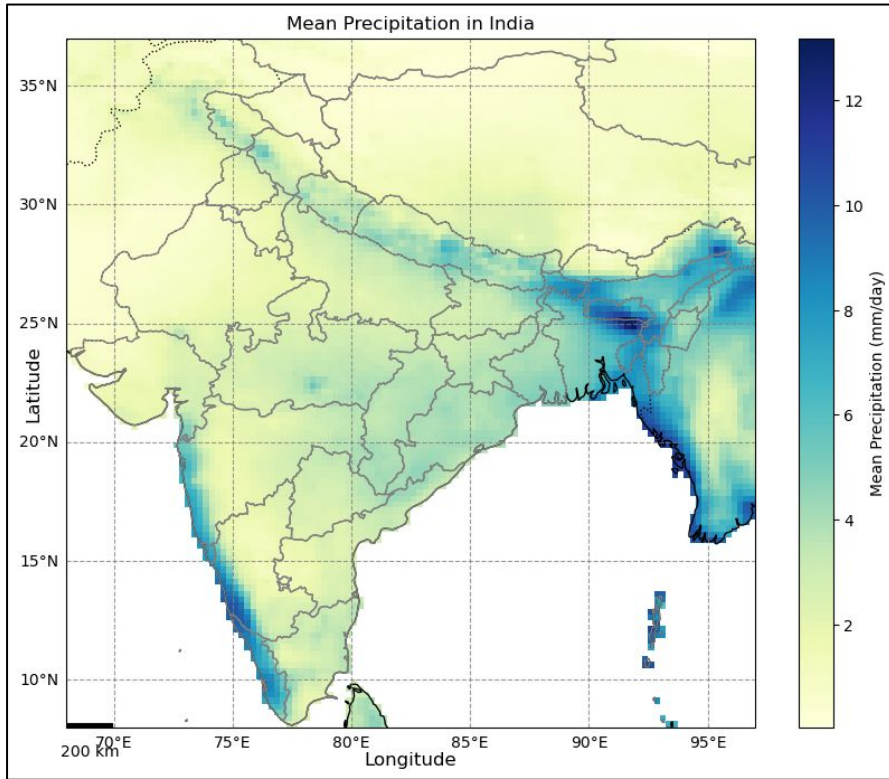 Mean Precipitation in India
35°N
30°N
25°N
20°N
15°N
10°N
Latitude
200 km
70°E
75°E
80°E
85°E
90°E
95°E
Longitude
12
10
8
6
4
2
Mean Precipitation (mm/day)